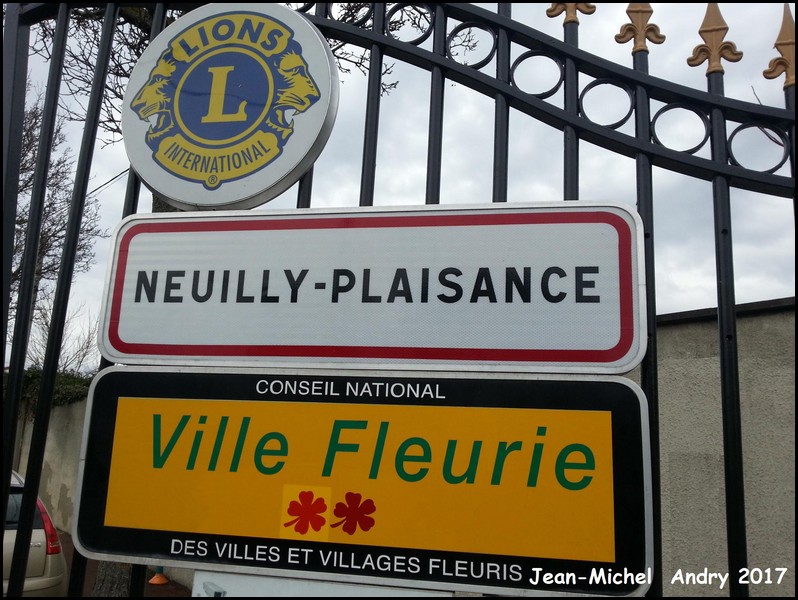 LIONS
L
INTERNATIONAL
®
NEUILLY-PLAISANCE
CONSEIL NATIONAL
Ville Fleurie
DES VILLES ET VILLAGES FLEURIS
Jean-Michel Andry 2017